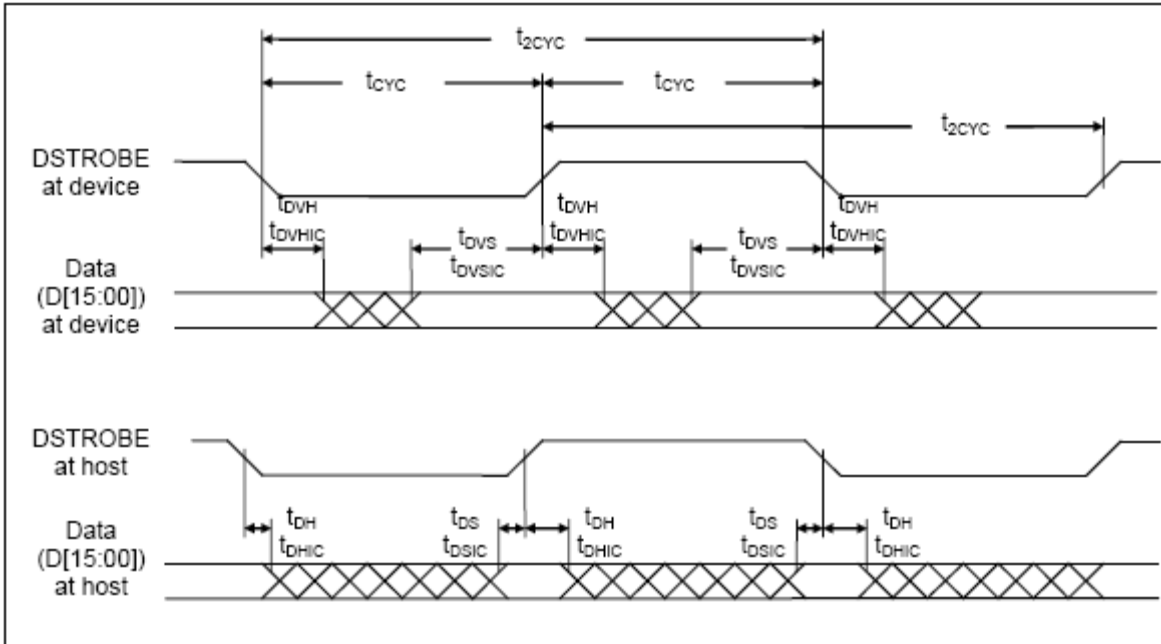 t2CYC
tCYC
tCYC
t2CYC
DSTROBE
at device
tDVH
tDVHIC
tDVS
tDVSIC
tDVH
tDVHIC
tDVS
tDVSIC
tDVH
tDVHIC
Data
(D[15:00])
at device
DSTROBE
at host
tDH
tDHIC
tDS
tDSIC
tDH
tDHIC
tDS
tDSIC
tDH
tDHIC
Data
(D[15:00])
at host